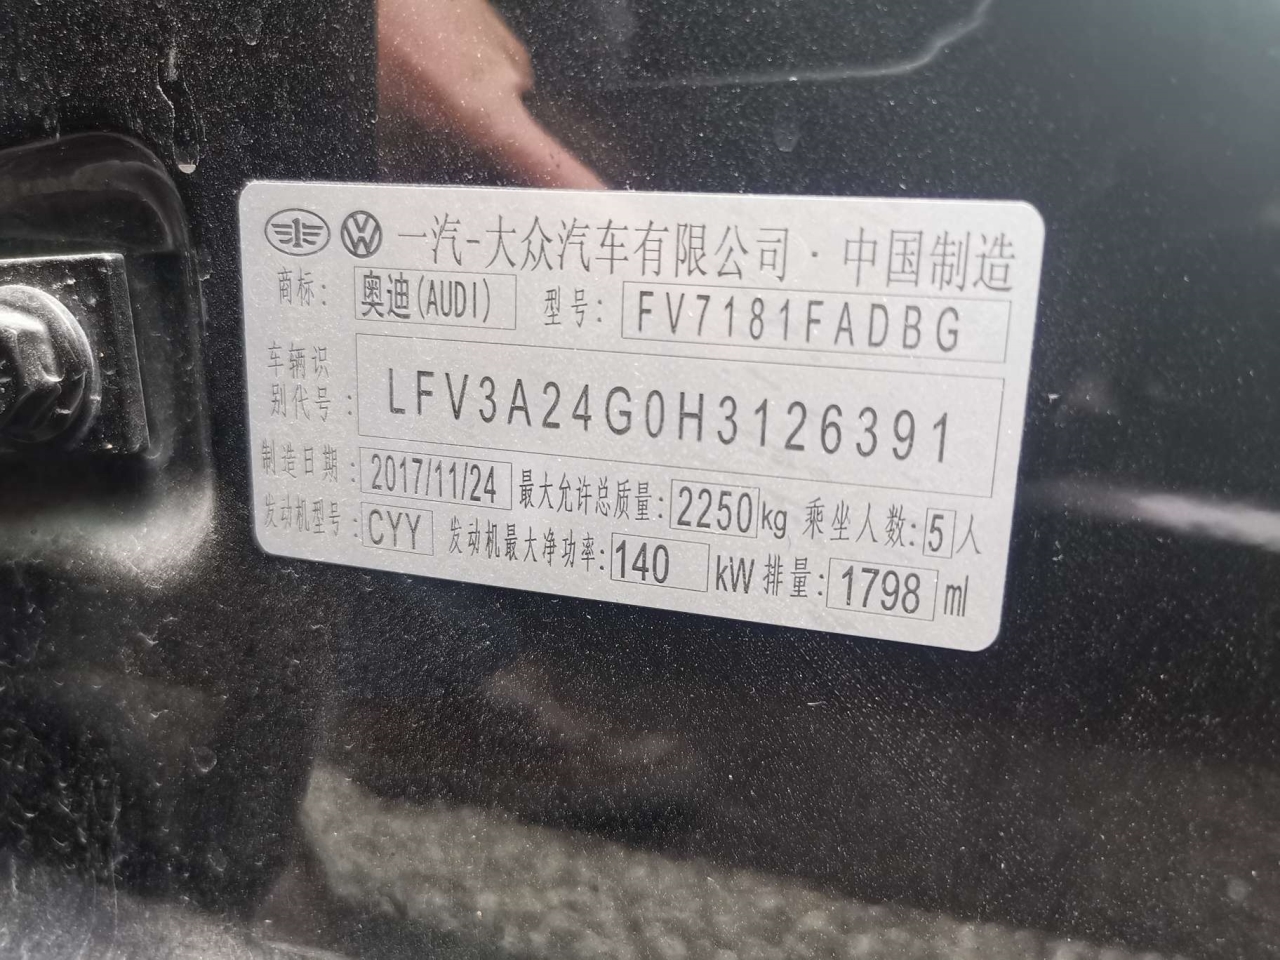 一汽-大众汽车有限公司·中国制造
商标: 奥迪(AUDI) 型号: FV7181FADBG
车辆识
别代号: LFV3A24G0H3126391
制造日期: 2017/11/24 最大允许总质量: 2250kg 乘坐人数: 5人
发动机型号: CYY 发动机最大净功率: 140 kW 排量: 1798 ml